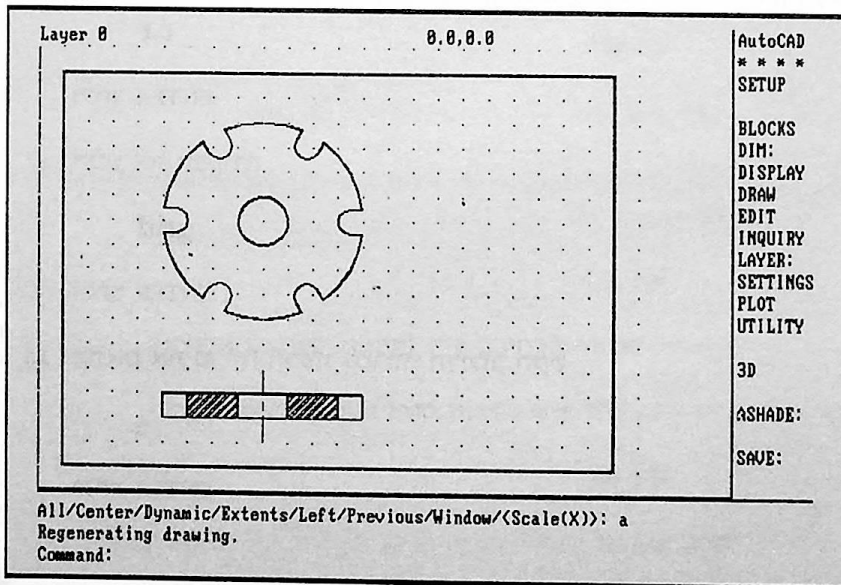 Layer 0 0.0,0.0
AutoCAD
* * * *
SETUP
BLOCKS
DIM:
DISPLAY
DRAW
EDIT
INQUIRY
LAYER:
SETTINGS
PLOT
UTILITY
3D
ASHADE:
SAVE:
All/Center/Dynamic/Extents/Left/Previous/Window/<Scale(X)>: a
Regenerating drawing.
Command: